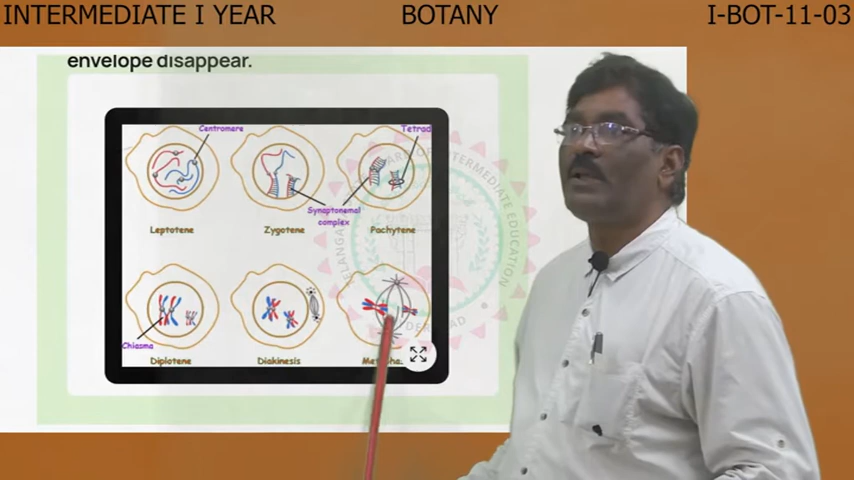 INTERMEDIATE I YEAR BOTANY I-BOT-11-03
envelope disappear.
Centromere
Tetrad
Synaptonemal
complex
Leptotene Zygotene Pachytene
Chiasma
Diplotene Diakinesis